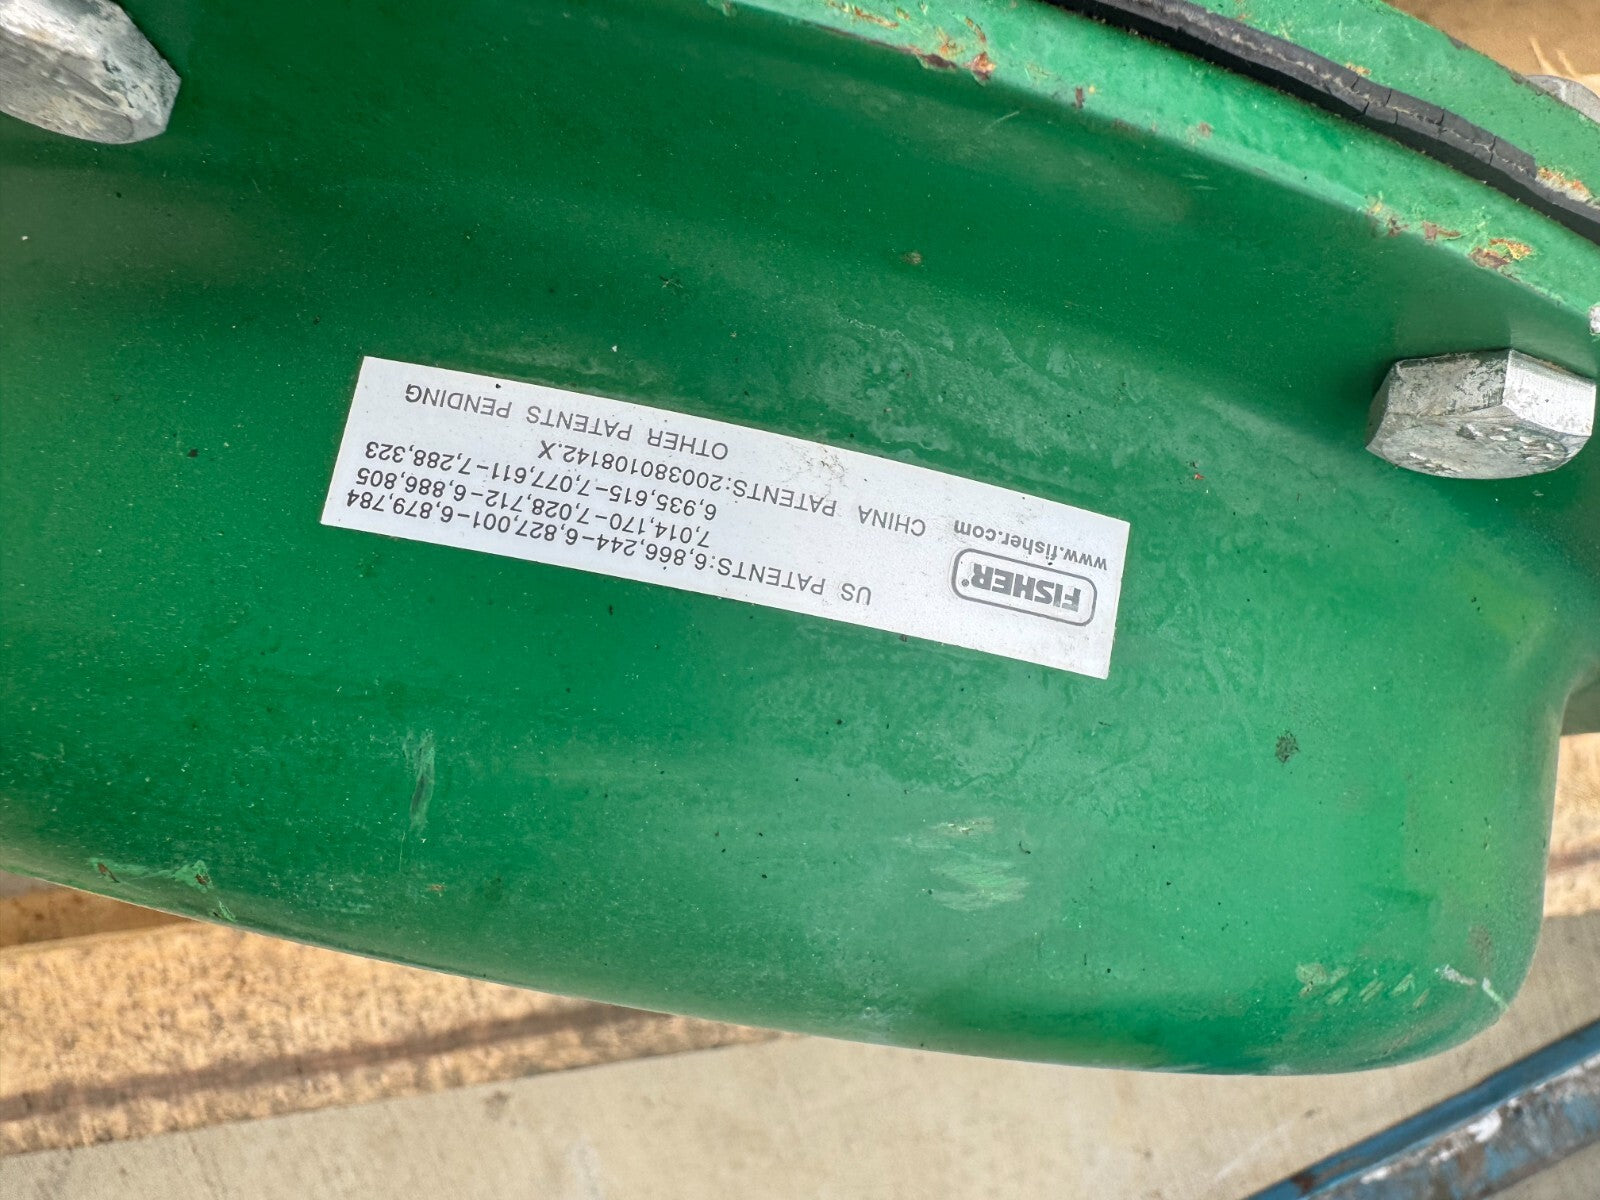 FISHER®
www.fisher.com
US PATENTS:6,866,244-6,827,001-6,879,784
7,014,170-7,028,712-6,886,805
6,935,615-7,077,611-7,288,323
CHINA PATENTS:200380108142.X
OTHER PATENTS PENDING